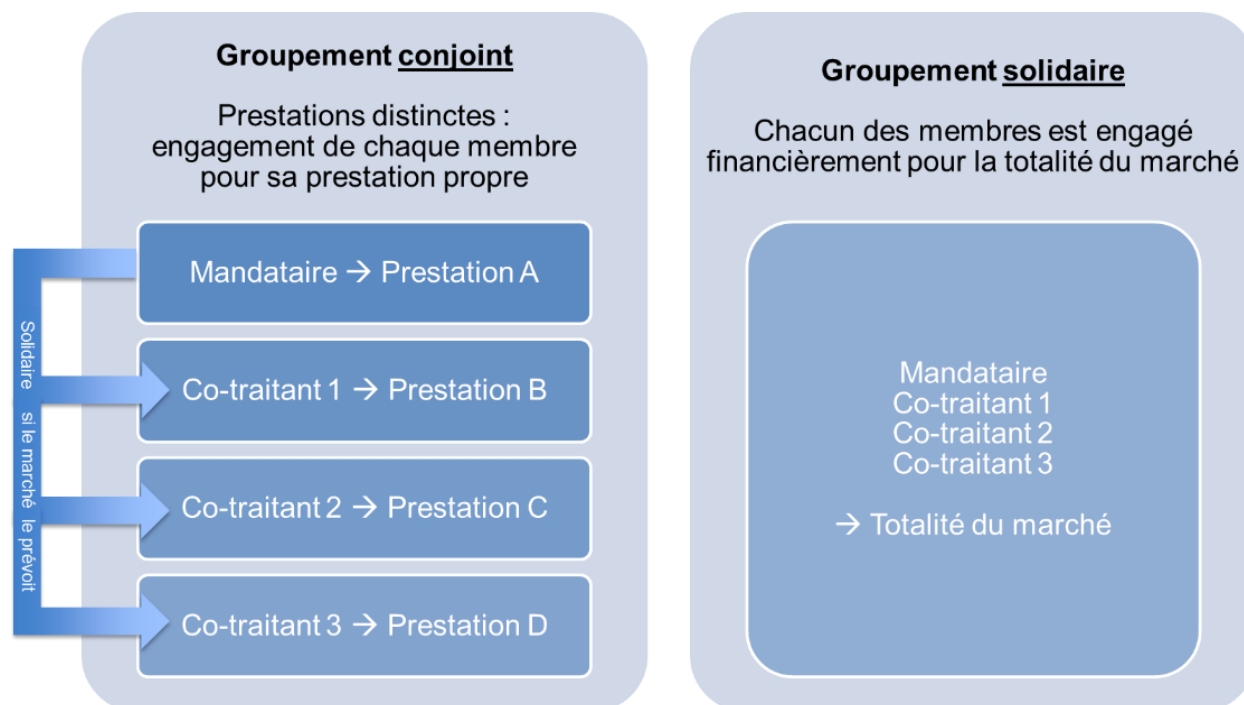 Groupement conjoint
Prestations distinctes :
engagement de chaque membre
pour sa prestation propre
Mandataire → Prestation A
Co-traitant 1 → Prestation B
Co-traitant 2 → Prestation C
Co-traitant 3 → Prestation D
Solidaire si le marché le prévoit
Groupement solidaire
Chacun des membres est engagé
financièrement pour la totalité du marché
Mandataire
Co-traitant 1
Co-traitant 2
Co-traitant 3
→ Totalité du marché